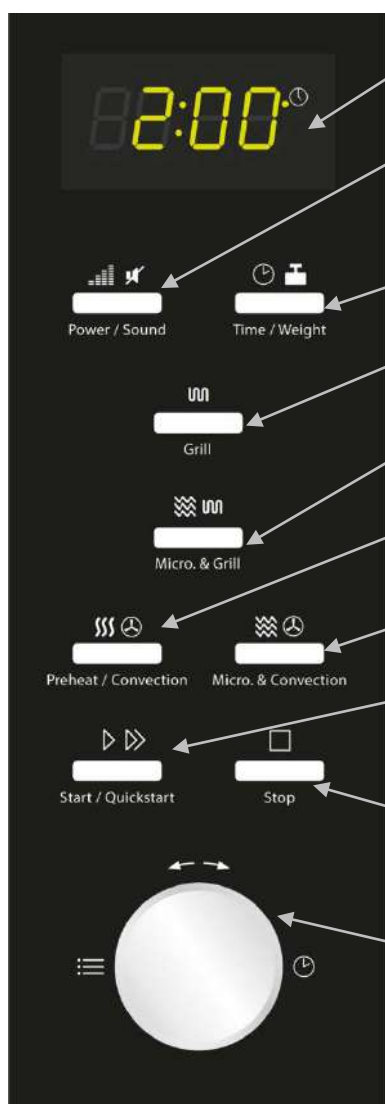 2:00
Power / Sound Time / Weight
Grill
Micro. & Grill
Preheat / Convection Micro. & Convection
Start / Quickstart Stop